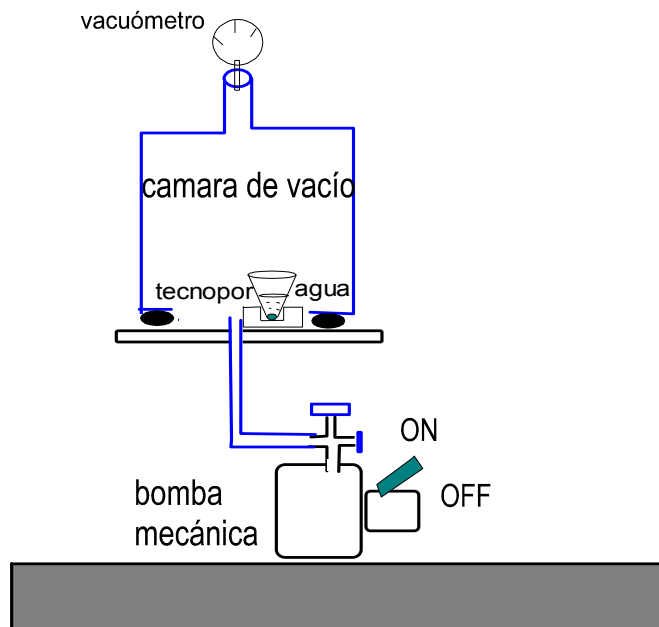 vacuómetro
camara de vacío
tecnopor
agua
ON
OFF
bomba
mecánica